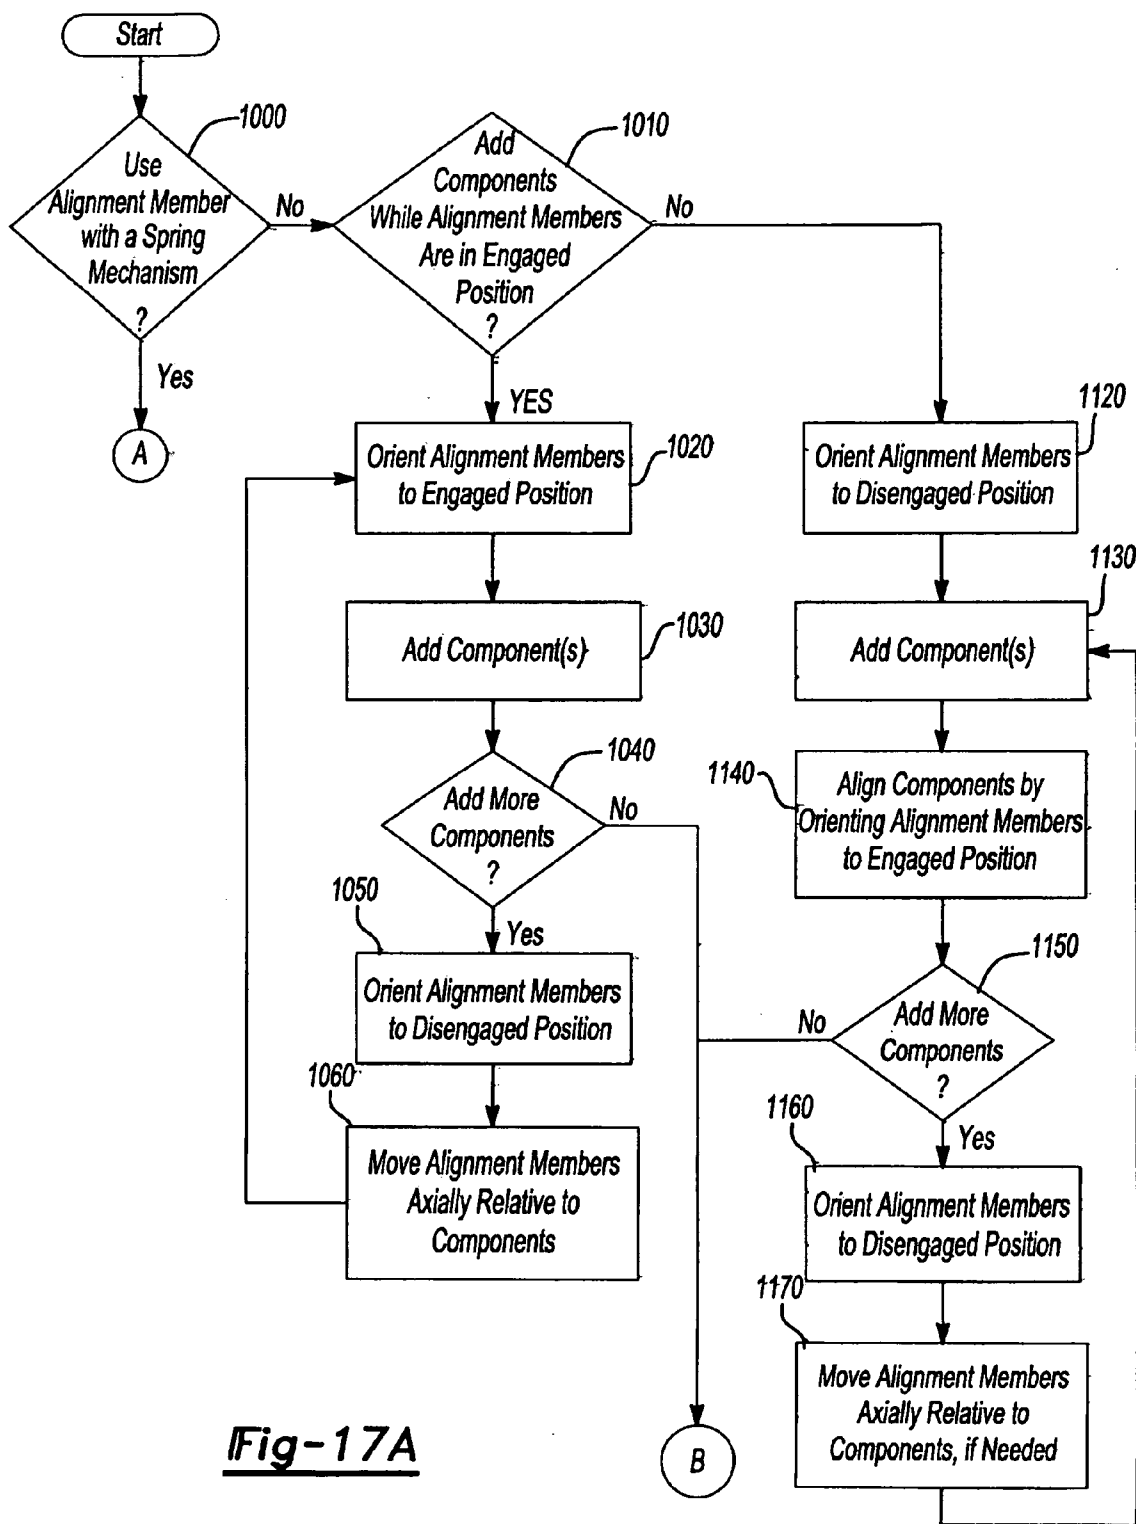 Start
1000
Use
Alignment Member
with a Spring
Mechanism
?
No
Yes
A
1010
Add
Components
While Alignment Members
Are in Engaged
Position
?
No
YES
1020
Orient Alignment Members
to Engaged Position
1030
Add Component(s)
1040
Add More
Components
?
No
Yes
1050
Orient Alignment Members
to Disengaged Position
1060
Move Alignment Members
Axially Relative to
Components
1120
Orient Alignment Members
to Disengaged Position
1130
Add Component(s)
1140
Align Components by
Orienting Alignment Members
to Engaged Position
1150
Add More
Components
?
No
Yes
1160
Orient Alignment Members
to Disengaged Position
1170
Move Alignment Members
Axially Relative to
Components, if Needed
B
Fig-17A